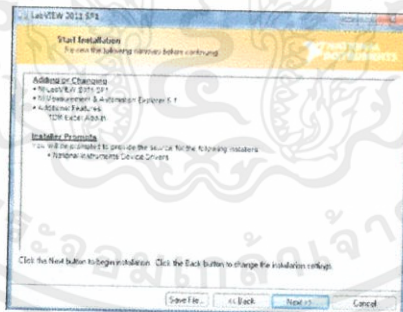 LabVIEW 2011 SP1
Start Installation
Review the following summary before continuing.
NATIONAL INSTRUMENTS
Adding or Changing
• NI LabVIEW 2011 SP1
• NI Measurement & Automation Explorer 5.1
• Additional Features
TDM Excel Add-In
Installer Prompts
You will be prompted to provide the source for the following installers:
• National Instruments Device Drivers
Click the Next button to begin installation. Click the Back button to change the installation settings.
Save File...
<< Back
Next >>
Cancel